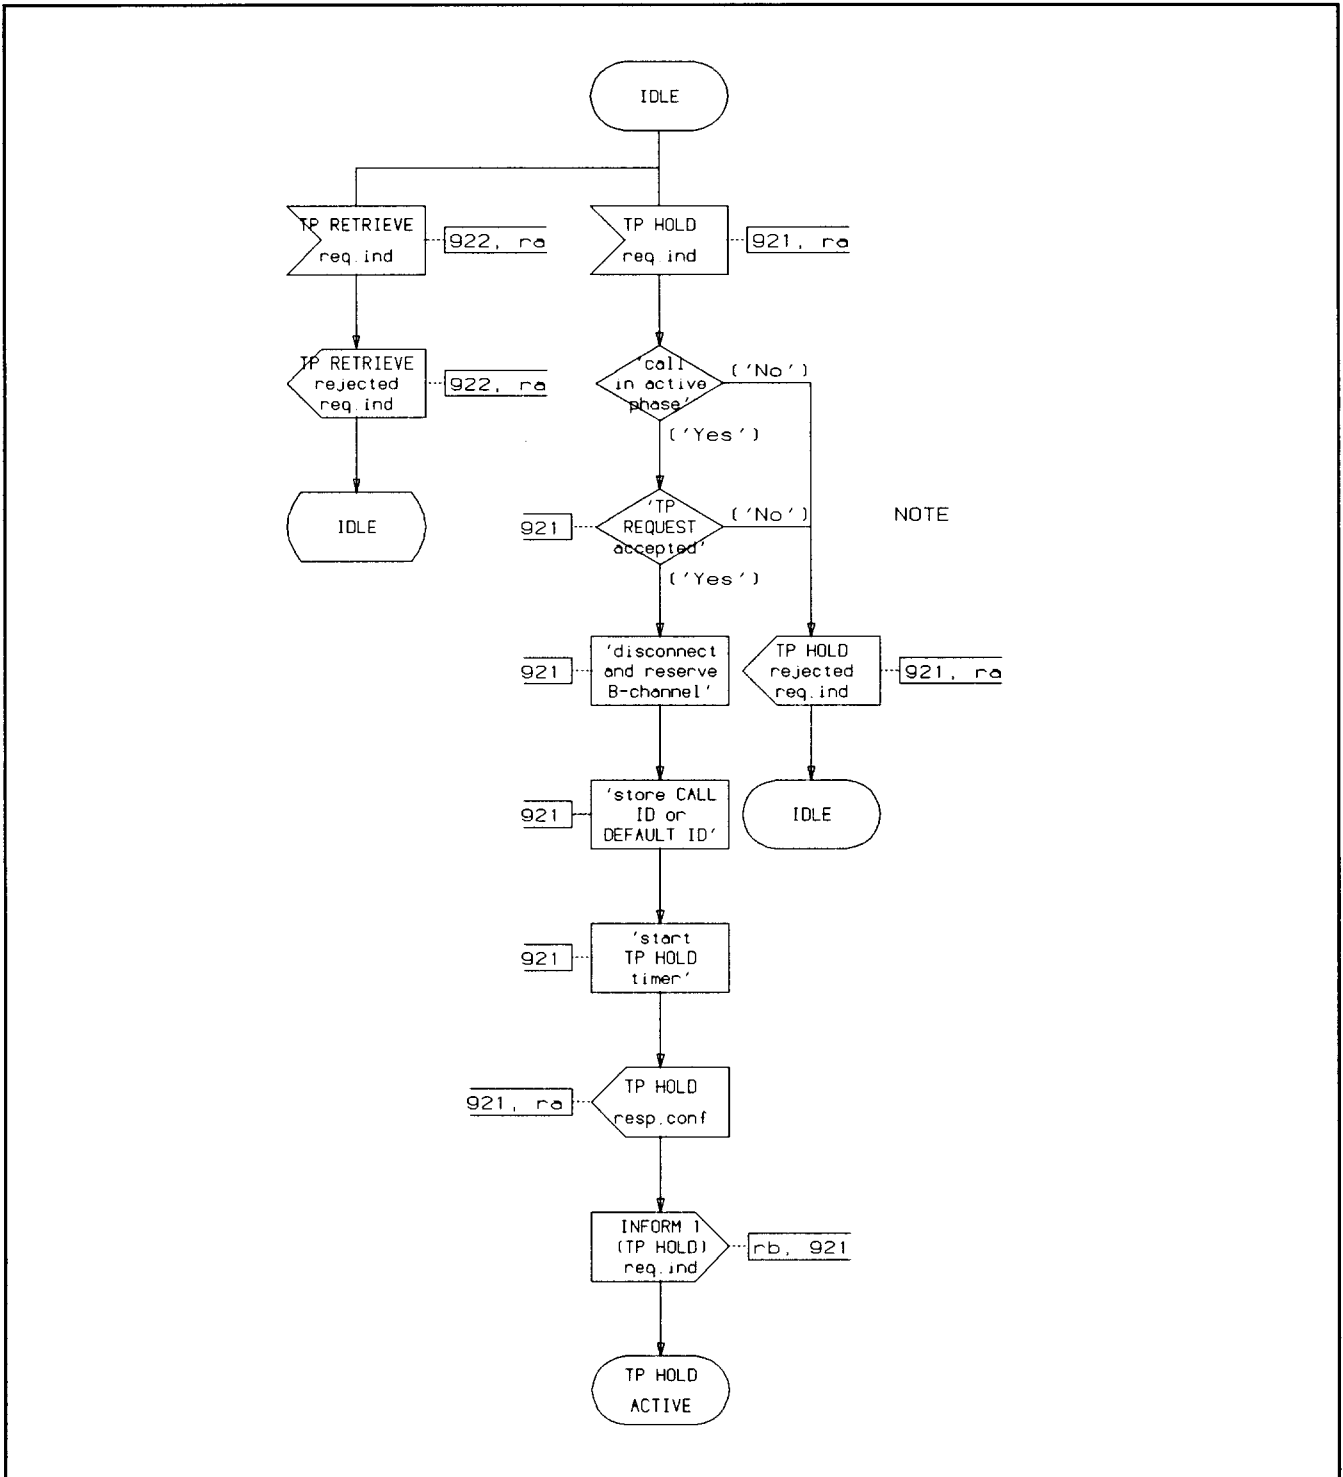 IDLE
TP RETRIEVE
req.ind
922, ra
TP HOLD
req.ind
921, ra
TP RETRIEVE
rejected
req.ind
922, ra
'call
in active
phase'
('No')
('Yes')
IDLE
921
'TP
REQUEST
accepted'
('No')
NOTE
('Yes')
921
'disconnect
and reserve
B-channel'
TP HOLD
rejected
req.ind
921, ra
921
'store CALL
ID or
DEFAULT ID'
IDLE
921
'start
TP HOLD
timer'
921, ra
TP HOLD
resp.conf
INFORM 1
(TP HOLD)
req.ind
rb, 921
TP HOLD
ACTIVE